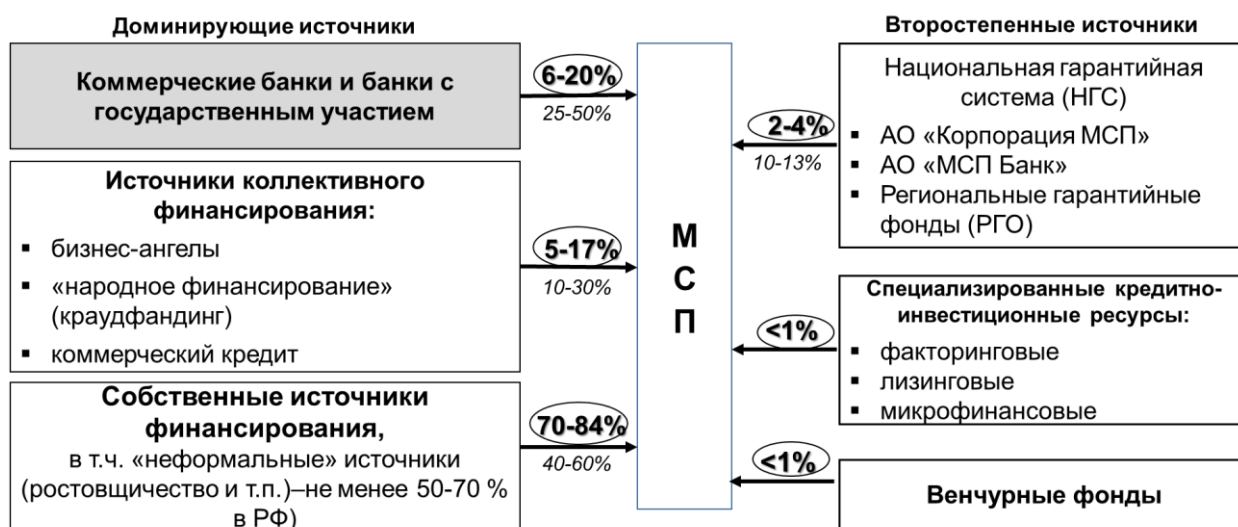 Доминирующие источники
Коммерческие банки и банки с
государственным участием
6-20%
25-50%
Источники коллективного
финансирования:
▪ бизнес-ангелы
▪ «народное финансирование»
(краудфандинг)
▪ коммерческий кредит
5-17%
10-30%
Собственные источники
финансирования,
в т.ч. «неформальные» источники
(ростовщичество и т.п.)–не менее 50-70 %
в РФ)
70-84%
40-60%
М
С
П
Второстепенные источники
Национальная гарантийная
система (НГС)
▪ АО «Корпорация МСП»
▪ АО «МСП Банк»
▪ Региональные гарантийные
фонды (РГО)
2-4%
10-13%
Специализированные кредитно-
инвестиционные ресурсы:
▪ факторинговые
▪ лизинговые
▪ микрофинансовые
<1%
Венчурные фонды
<1%